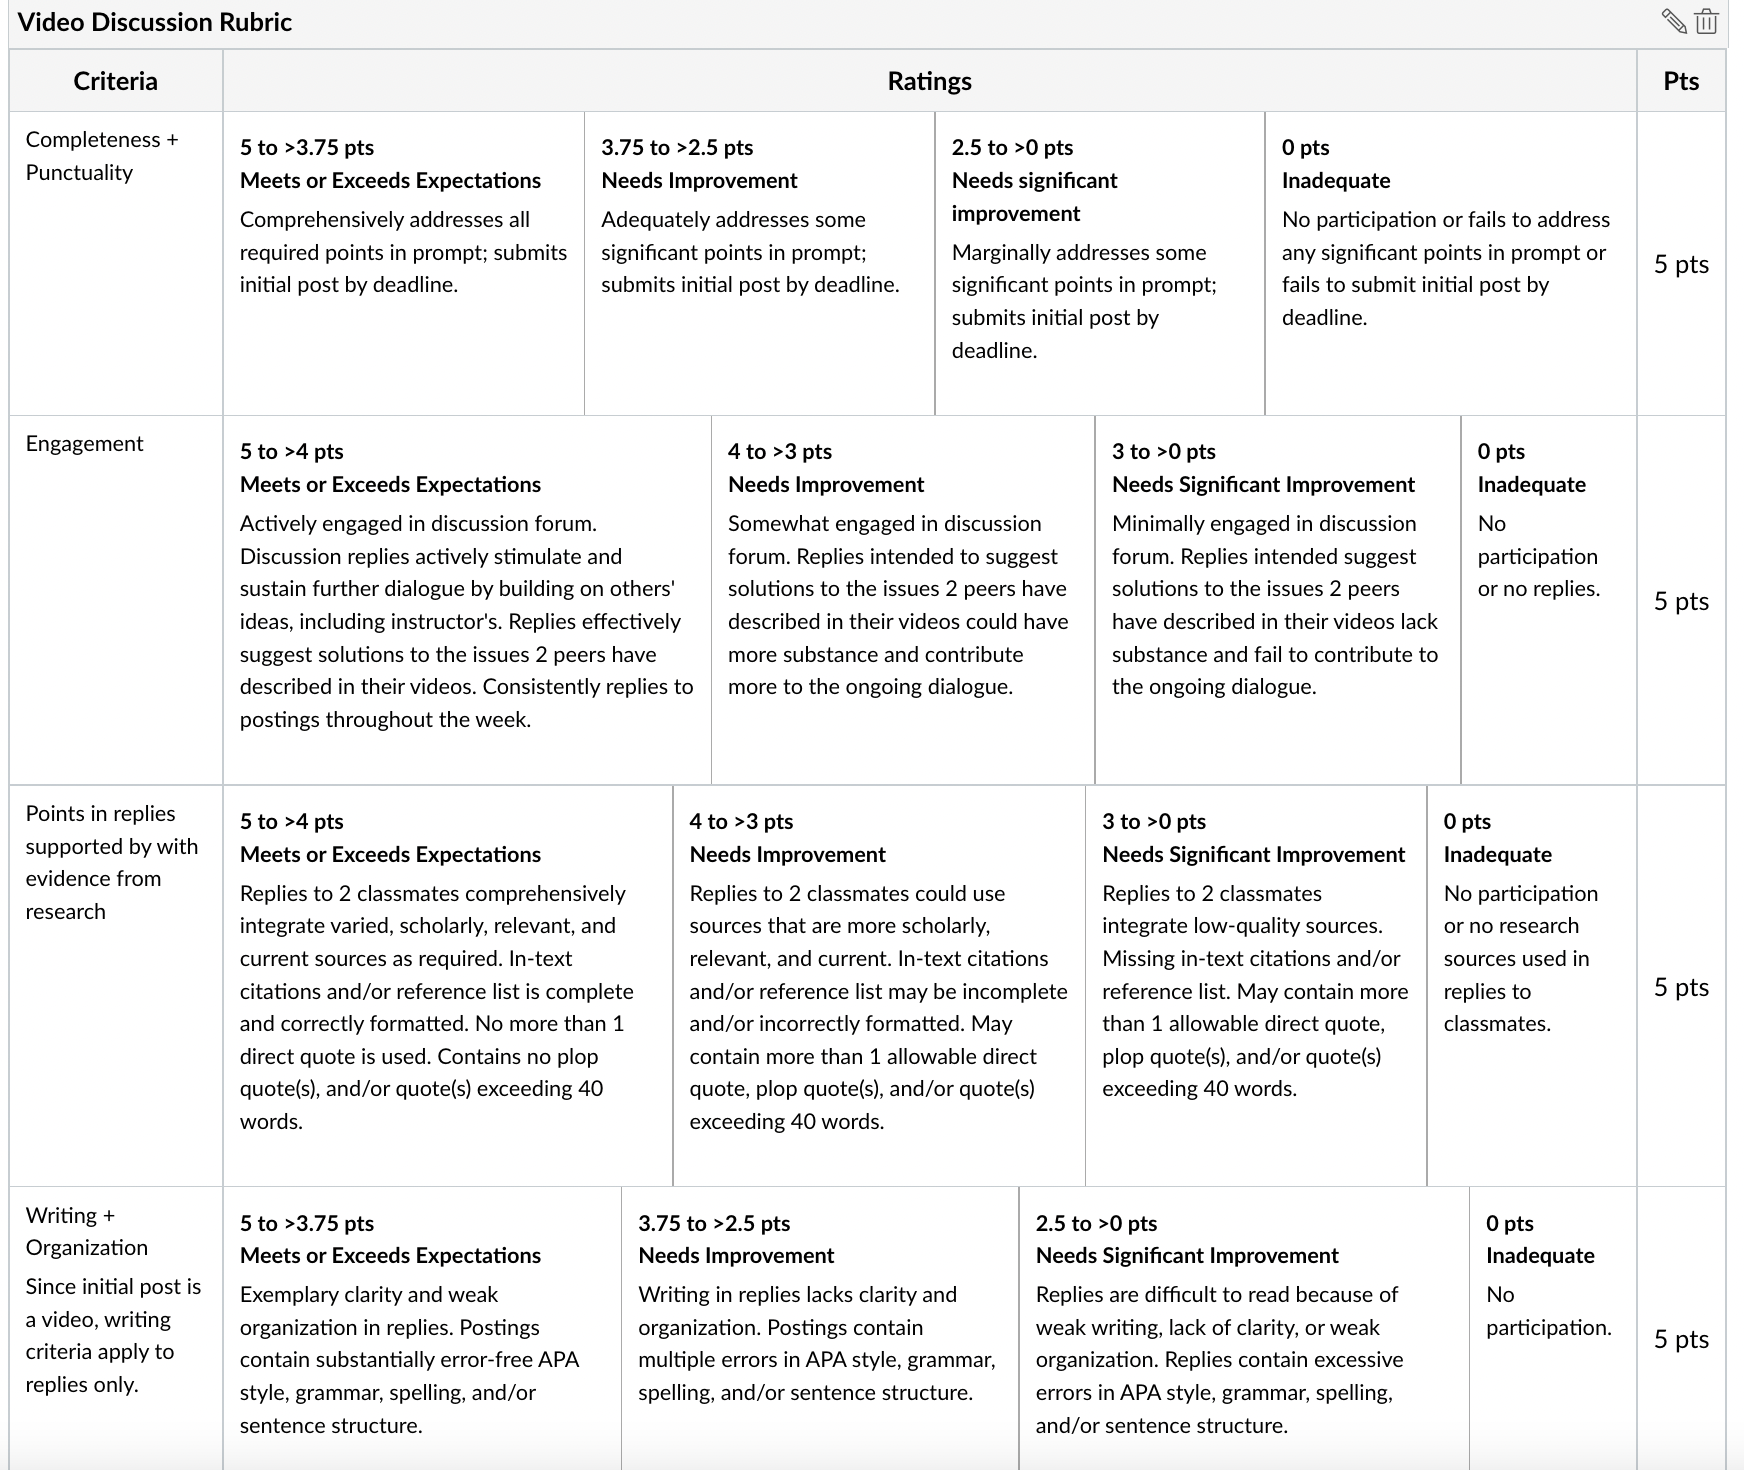 Video Discussion Rubric
Criteria
Ratings
Pts
Completeness +
Punctuality
5 to >3.75 pts
Meets or Exceeds Expectations
Comprehensively addresses all
required points in prompt; submits
initial post by deadline.
3.75 to >2.5 pts
Needs Improvement
Adequately addresses some
significant points in prompt;
submits initial post by deadline.
2.5 to >0 pts
Needs significant
improvement
Marginally addresses some
significant points in prompt;
submits initial post by
deadline.
0 pts
Inadequate
No participation or fails to address
any significant points in prompt or
fails to submit initial post by
deadline.
5 pts
Engagement
5 to >4 pts
Meets or Exceeds Expectations
Actively engaged in discussion forum.
Discussion replies actively stimulate and
sustain further dialogue by building on others'
ideas, including instructor's. Replies effectively
suggest solutions to the issues 2 peers have
described in their videos. Consistently replies to
postings throughout the week.
4 to >3 pts
Needs Improvement
Somewhat engaged in discussion
forum. Replies intended to suggest
solutions to the issues 2 peers have
described in their videos could have
more substance and contribute
more to the ongoing dialogue.
3 to >0 pts
Needs Significant Improvement
Minimally engaged in discussion
forum. Replies intended suggest
solutions to the issues 2 peers
have described in their videos lack
substance and fail to contribute to
the ongoing dialogue.
0 pts
Inadequate
No
participation
or no replies.
5 pts
Points in replies
supported by with
evidence from
research
5 to >4 pts
Meets or Exceeds Expectations
Replies to 2 classmates comprehensively
integrate varied, scholarly, relevant, and
current sources as required. In-text
citations and/or reference list is complete
and correctly formatted. No more than 1
direct quote is used. Contains no plop
quote(s), and/or quote(s) exceeding 40
words.
4 to >3 pts
Needs Improvement
Replies to 2 classmates could use
sources that are more scholarly,
relevant, and current. In-text citations
and/or reference list may be incomplete
and/or incorrectly formatted. May
contain more than 1 allowable direct
quote, plop quote(s), and/or quote(s)
exceeding 40 words.
3 to >0 pts
Needs Significant Improvement
Replies to 2 classmates
integrate low-quality sources.
Missing in-text citations and/or
reference list. May contain more
than 1 allowable direct quote,
plop quote(s), and/or quote(s)
exceeding 40 words.
0 pts
Inadequate
No participation
or no research
sources used in
replies to
classmates.
5 pts
Writing +
Organization
Since initial post is
a video, writing
criteria apply to
replies only.
5 to >3.75 pts
Meets or Exceeds Expectations
Exemplary clarity and weak
organization in replies. Postings
contain substantially error-free APA
style, grammar, spelling, and/or
sentence structure.
3.75 to >2.5 pts
Needs Improvement
Writing in replies lacks clarity and
organization. Postings contain
multiple errors in APA style, grammar,
spelling, and/or sentence structure.
2.5 to >0 pts
Needs Significant Improvement
Replies are difficult to read because of
weak writing, lack of clarity, or weak
organization. Replies contain excessive
errors in APA style, grammar, spelling,
and/or sentence structure.
0 pts
Inadequate
No
participation.
5 pts